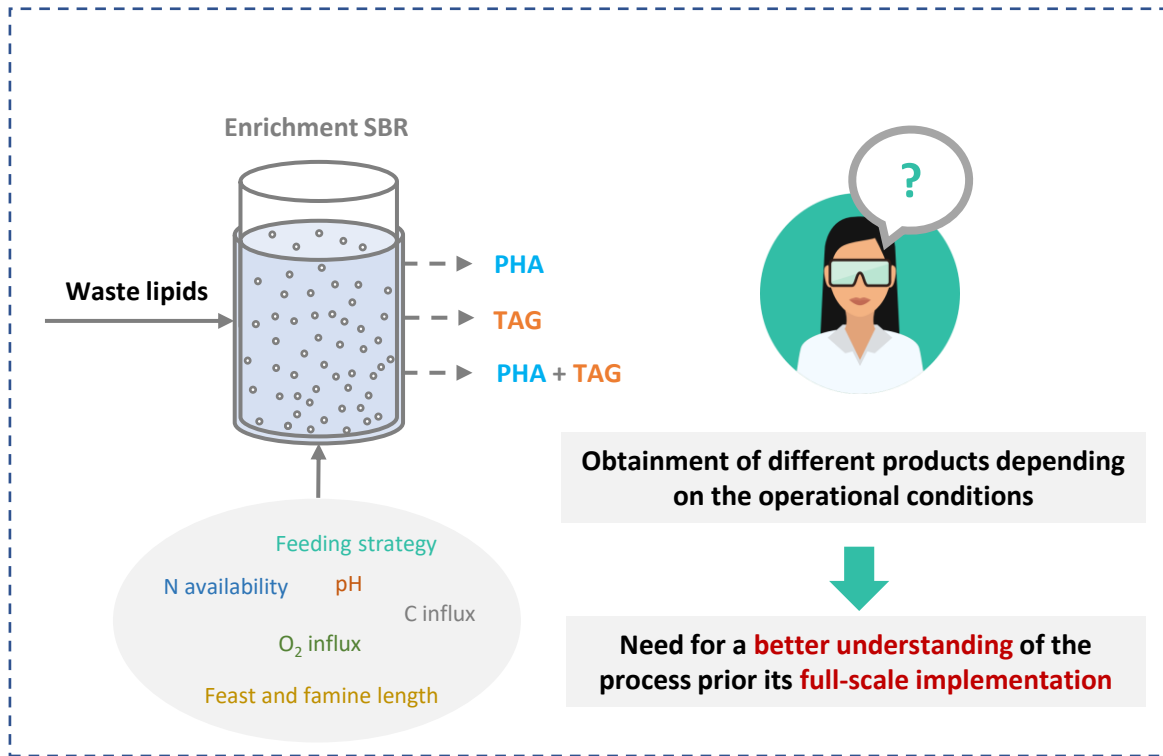 Enrichment SBR
Waste lipids
PHA
TAG
PHA + TAG
Feeding strategy
N availability
pH
C influx
O₂ influx
Feast and famine length
?
Obtainment of different products depending
on the operational conditions
Need for a better understanding of the
process prior its full-scale implementation